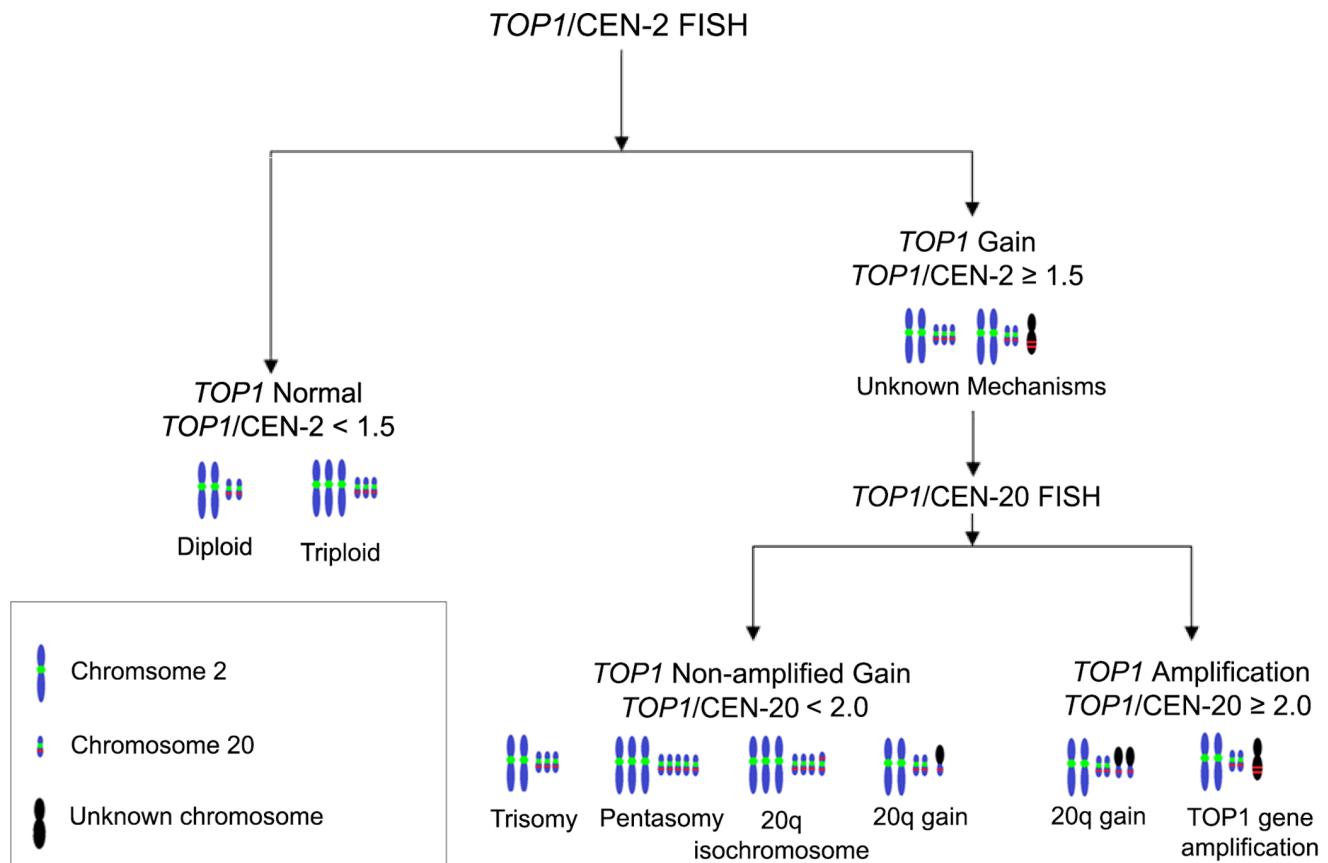 TOP1/CEN-2 FISH
TOP1 Gain
TOP1/CEN-2 ≥ 1.5
Unknown Mechanisms
TOP1 Normal
TOP1/CEN-2 < 1.5
Diploid
Triploid
TOP1/CEN-20 FISH
TOP1 Non-amplified Gain
TOP1/CEN-20 < 2.0
Trisomy
Pentasomy
20q
isochromosome
20q gain
TOP1 Amplification
TOP1/CEN-20 ≥ 2.0
20q gain
TOP1 gene
amplification
Chromsome 2
Chromosome 20
Unknown chromosome